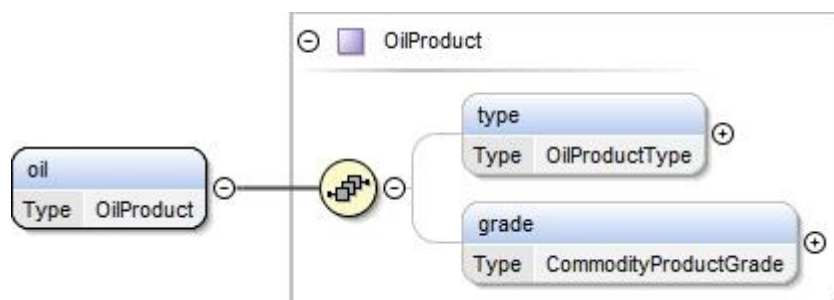 OilProduct
type
Type OilProductType
oil
Type OilProduct
grade
Type CommodityProductGrade